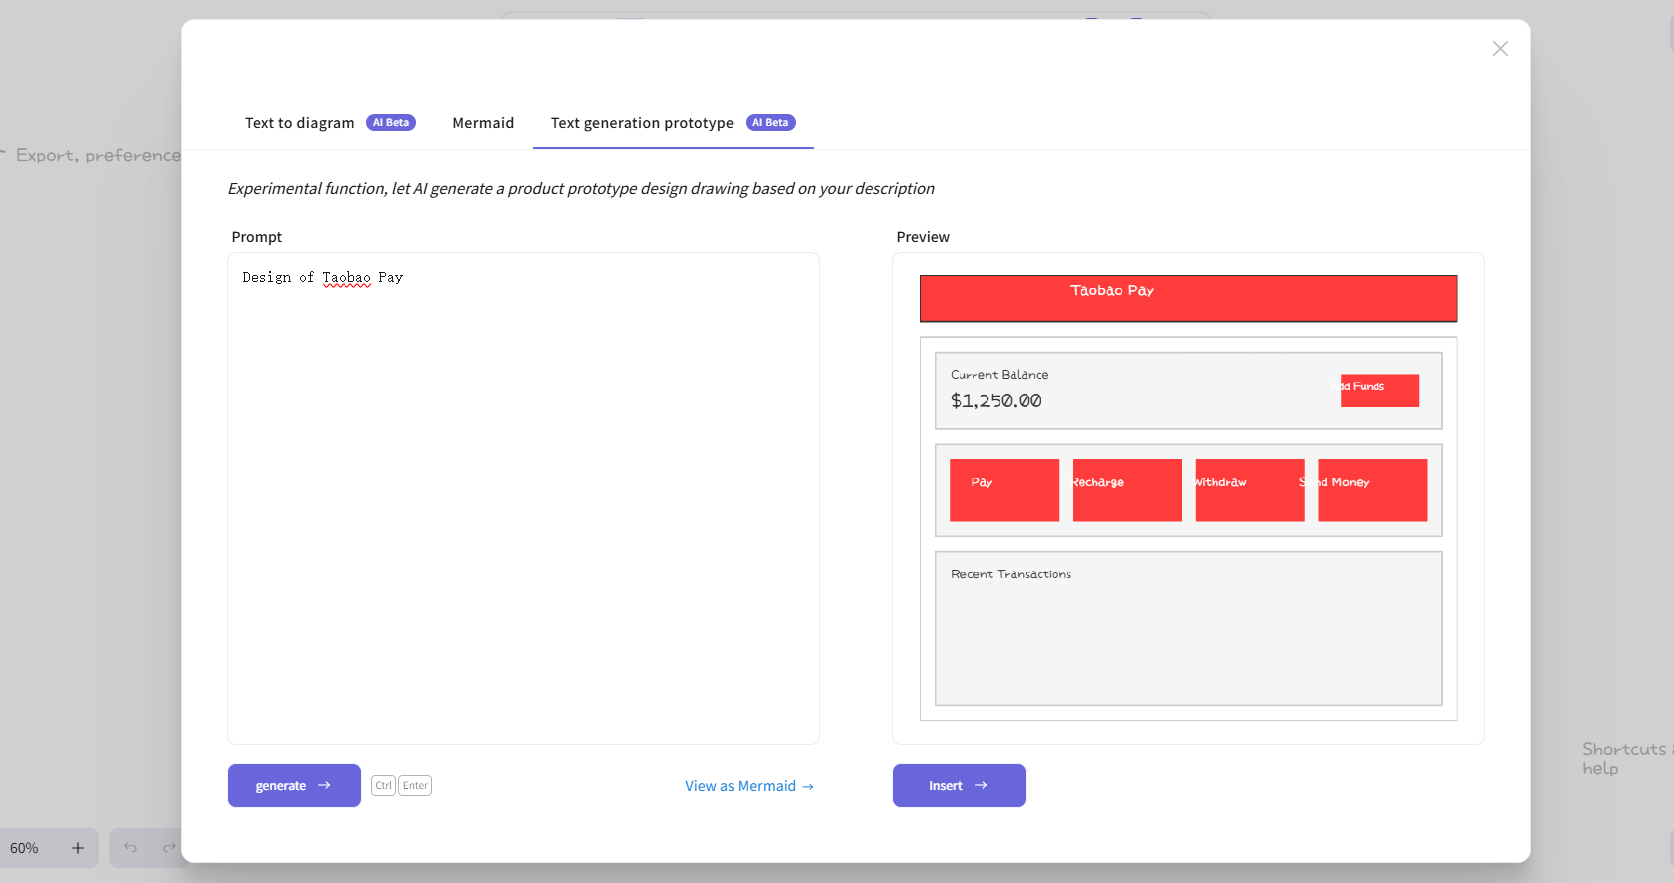 Export, preference
Text to diagram AI Beta Mermaid Text generation prototype AI Beta
Experimental function, let AI generate a product prototype design drawing based on your description
Prompt
Preview
Design of Taobao Pay
Taobao Pay
Current Balance
$1,250.00
Add Funds
Pay Recharge Withdraw Send Money
Recent Transactions
generate → Ctrl Enter View as Mermaid → Insert →
Shortcuts &
help
60% +